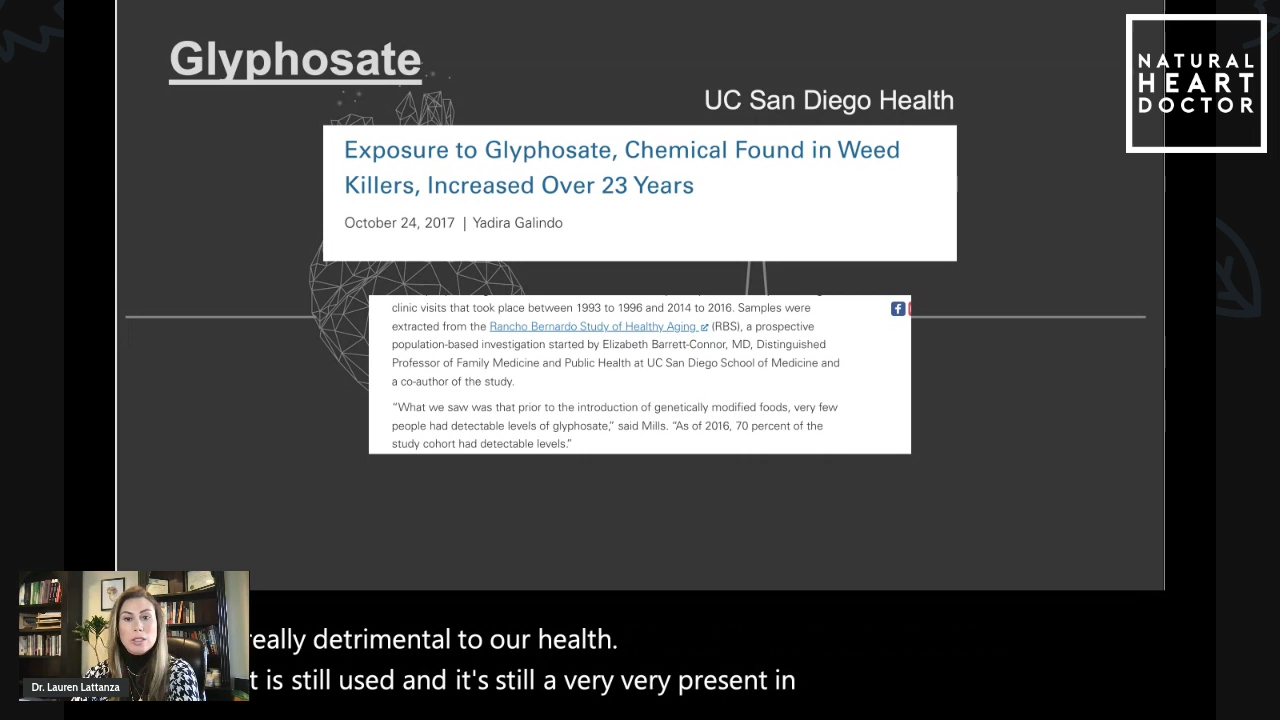 Glyphosate
UC San Diego Health
NATURAL
HEART
DOCTOR
Exposure to Glyphosate, Chemical Found in Weed
Killers, Increased Over 23 Years
October 24, 2017 | Yadira Galindo
clinic visits that took place between 1993 to 1996 and 2014 to 2016. Samples were
extracted from the Rancho Bernardo Study of Healthy Aging (RBS), a prospective
population-based investigation started by Elizabeth Barrett-Connor, MD, Distinguished
Professor of Family Medicine and Public Health at UC San Diego School of Medicine and
a co-author of the study.
“What we saw was that prior to the introduction of genetically modified foods, very few
people had detectable levels of glyphosate,” said Mills. “As of 2016, 70 percent of the
study cohort had detectable levels.”
really detrimental to our health.
is still used and it's still a very very present in
Dr. Lauren Lattanza